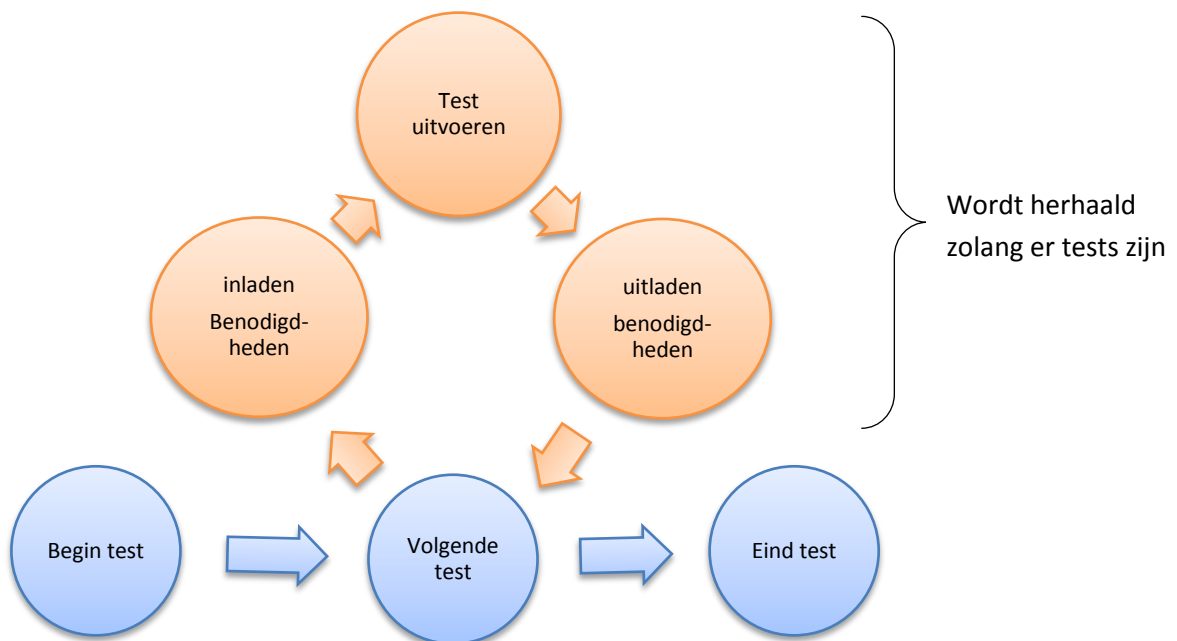 Test
uitvoeren
Wordt herhaald
zolang er tests zijn
inladen
Benodigd-
heden
uitladen
benodigd-
heden
Begin test
Volgende
test
Eind test